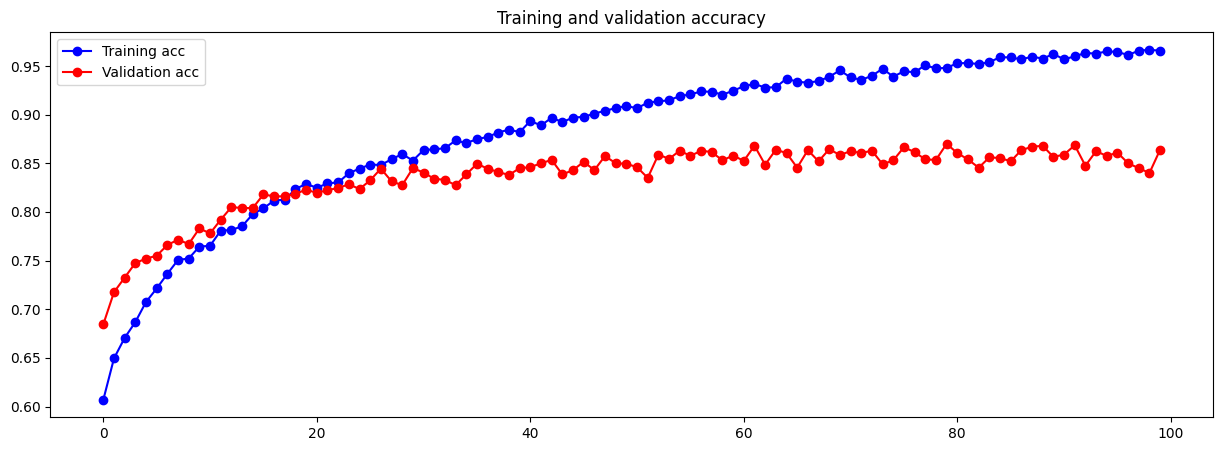 Training and validation accuracy
Training acc
Validation acc
0.95
0.90
0.85
0.80
0.75
0.70
0.65
0.60
0 20 40 60 80 100